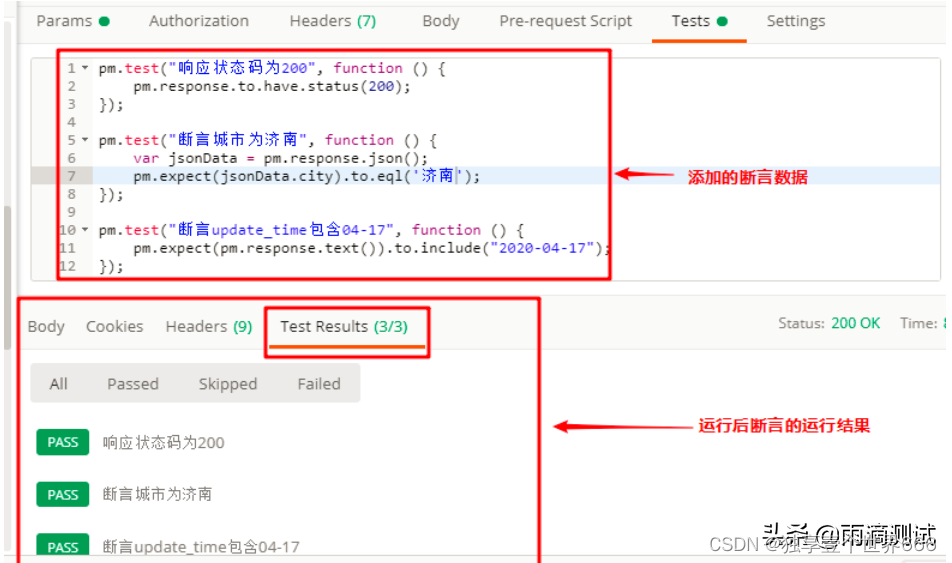 Params Authorization Headers (7) Body Pre-request Script Tests Settings
1 pm.test("响应状态码为200", function () {
2 pm.response.to.have.status(200);
3 });
4
5 pm.test("断言城市为济南", function () {
6 var jsonData = pm.response.json();
7 pm.expect(jsonData.city).to.eql('济南');
8 });
9
10 pm.test("断言update_time包含04-17", function () {
11 pm.expect(pm.response.text()).to.include("2020-04-17");
12 });
添加的断言数据
Body Cookies Headers (9) Test Results (3/3) Status: 200 OK Time:
All Passed Skipped Failed
运行后断言的运行结果
PASS 响应状态码为200
PASS 断言城市为济南
PASS 断言update_time包含04-17
头条 @雨滴测试
CSDN @独享壹个世界666